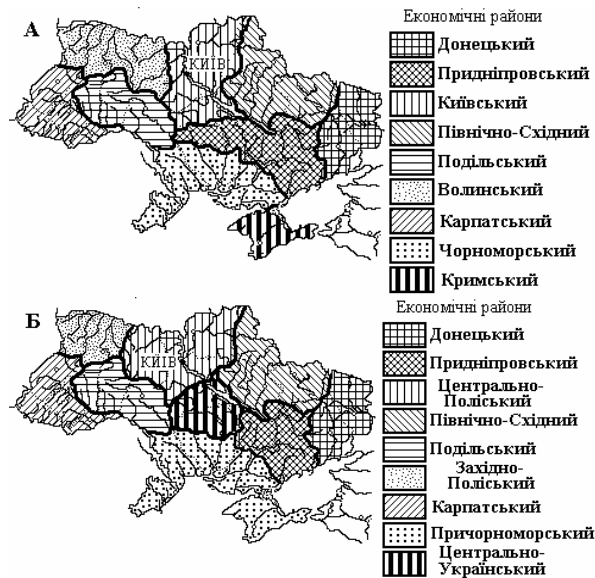 А
КИЇВ
Економічні райони
Донецький
Придніпровський
Київський
Північно-Східний
Подільський
Волинський
Карпатський
Чорноморський
Кримський
Б
КИЇВ
Економічні райони
Донецький
Придніпровський
Центрально-
Поліський
Північно-Східний
Подільський
Західно-
Поліський
Карпатський
Причорноморський
Центрально-
Український